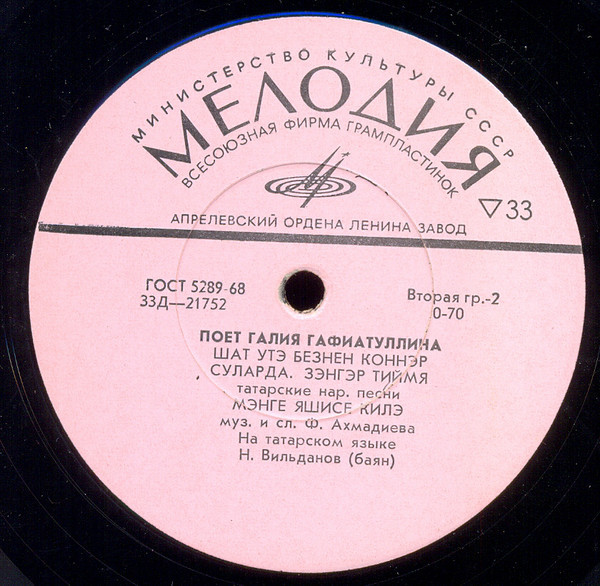 МИНИСТЕРСТВО КУЛЬТУРЫ СССР
МЕЛОДИЯ
ВСЕСОЮЗНАЯ ФИРМА ГРАМПЛАСТИНОК
▽33
АПРЕЛЕВСКИЙ ОРДЕНА ЛЕНИНА ЗАВОД
ГОСТ 5289-68
33Д—21752
Вторая гр.-2
0-70
ПОЕТ ГАЛИЯ ГАФИАТУЛЛИНА
ШАТ УТЭ БЕЗНЕН КОННЭР
СУЛАРДА. ЗЭНГЭР ТИЙМЯ
татарские нар. песни
МЭНГЕ ЯШИСЕ КИЛЭ
муз. и сл. Ф. Ахмадиева
На татарском языке
Н. Вильданов (баян)